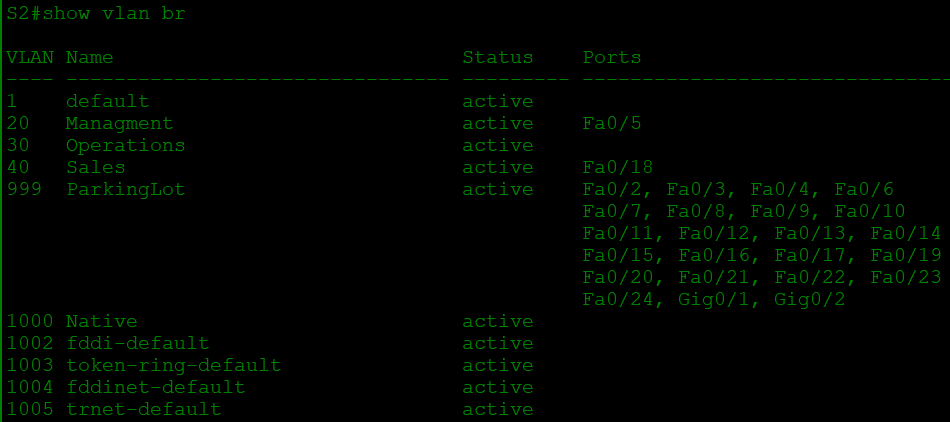 S2#show vlan br
VLAN Name Status Ports
---- -------------------------------- --------- -------------------------------
1 default active
20 Managment active Fa0/5
30 Operations active
40 Sales active Fa0/18
999 ParkingLot active Fa0/2, Fa0/3, Fa0/4, Fa0/6
Fa0/7, Fa0/8, Fa0/9, Fa0/10
Fa0/11, Fa0/12, Fa0/13, Fa0/14
Fa0/15, Fa0/16, Fa0/17, Fa0/19
Fa0/20, Fa0/21, Fa0/22, Fa0/23
Fa0/24, Gig0/1, Gig0/2
1000 Native active
1002 fddi-default active
1003 token-ring-default active
1004 fddinet-default active
1005 trnet-default active